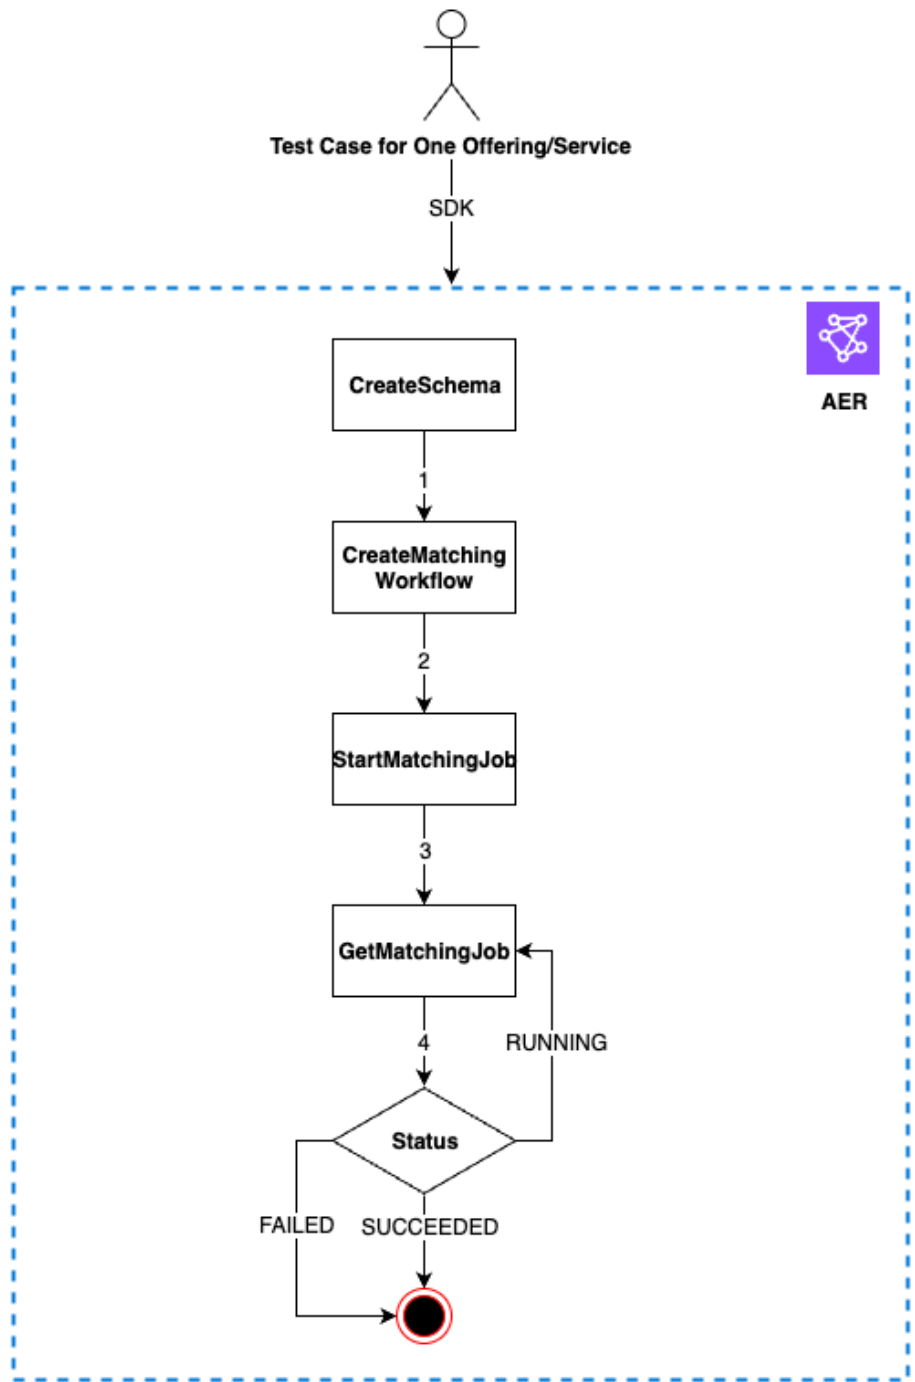 Test Case for One Offering/Service
SDK
AER
CreateSchema
1
CreateMatching
Workflow
2
StartMatchingJob
3
GetMatchingJob
4
RUNNING
Status
FAILED
SUCCEEDED